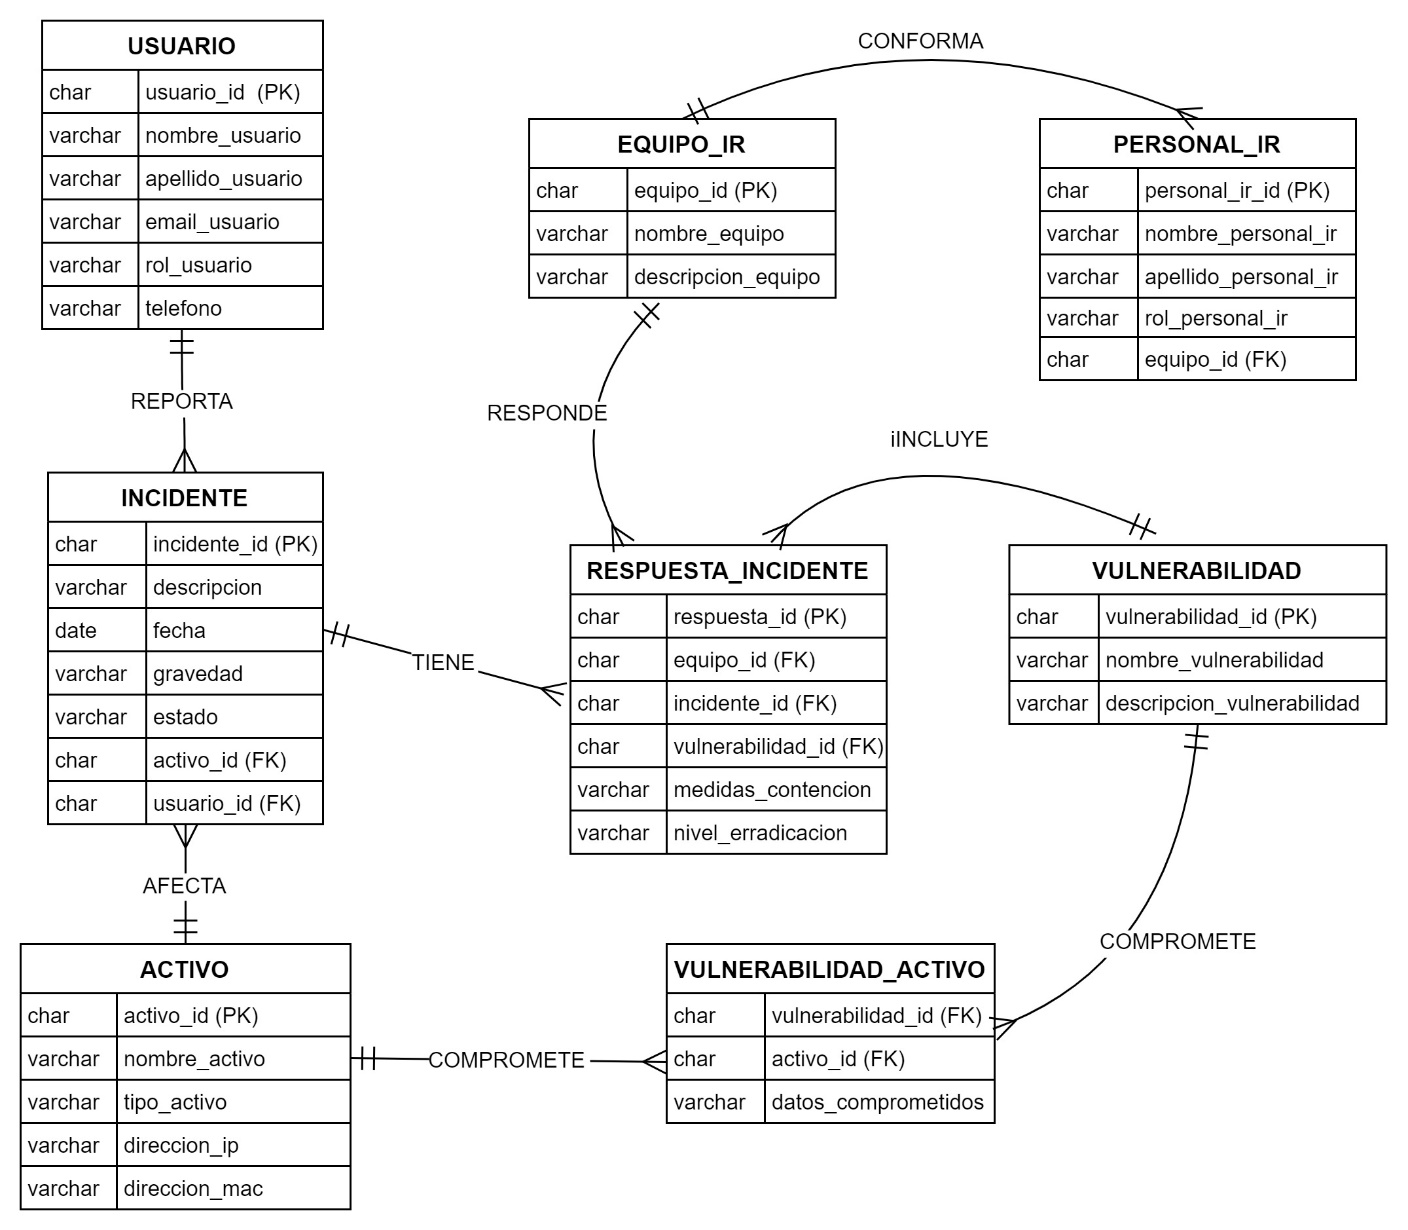 USUARIO
char usuario_id (PK)
varchar nombre_usuario
varchar apellido_usuario
varchar email_usuario
varchar rol_usuario
varchar telefono
CONFORMA
EQUIPO_IR
char equipo_id (PK)
varchar nombre_equipo
varchar descripcion_equipo
PERSONAL_IR
char personal_ir_id (PK)
varchar nombre_personal_ir
varchar apellido_personal_ir
varchar rol_personal_ir
char equipo_id (FK)
REPORTA
RESPONDE
iINCLUYE
INCIDENTE
char incidente_id (PK)
varchar descripcion
date fecha
varchar gravedad
varchar estado
char activo_id (FK)
char usuario_id (FK)
TIENE
RESPUESTA_INCIDENTE
char respuesta_id (PK)
char equipo_id (FK)
char incidente_id (FK)
char vulnerabilidad_id (FK)
varchar medidas_contencion
varchar nivel_erradicacion
VULNERABILIDAD
char vulnerabilidad_id (PK)
varchar nombre_vulnerabilidad
varchar descripcion_vulnerabilidad
AFECTA
COMPROMETE
ACTIVO
char activo_id (PK)
varchar nombre_activo
varchar tipo_activo
varchar direccion_ip
varchar direccion_mac
COMPROMETE
VULNERABILIDAD_ACTIVO
char vulnerabilidad_id (FK)
char activo_id (FK)
varchar datos_comprometidos